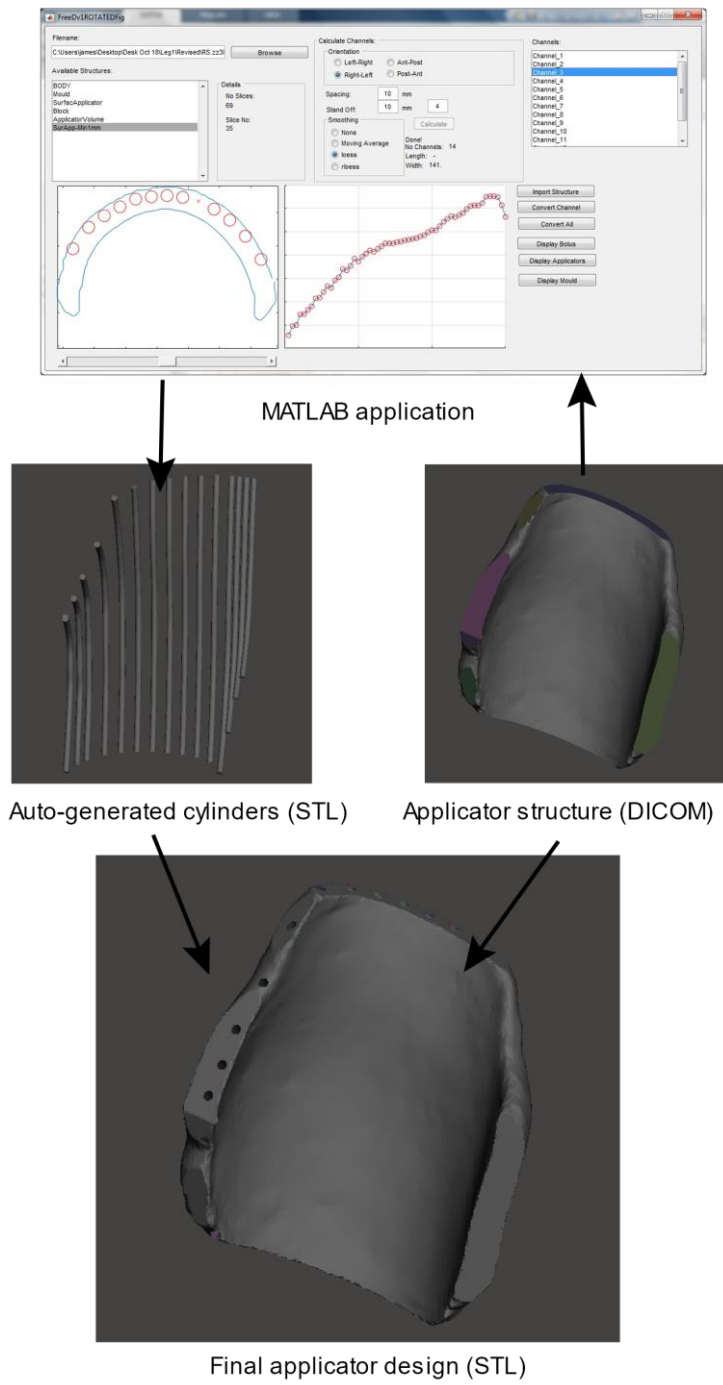 FreeDv1ROTATEDFig
Filename:
C:\Users\james\Desktop\Desk Oct 18\Leg1\Revised\RS.zz3
Browse
Available Structures:
BODY
Mould
SurfacApplicator
Block
ApplicatorVolume
SurApp-Min1mm
Details
No Slices:
69
Slice No:
35
Calculate Channels:
Orientation
Left-Right
Ant-Post
Right-Left
Post-Ant
Spacing:
10
mm
Stand Off:
10
mm
4
Smoothing
None
Moving Average
loess
rloess
Calculate
Done!
No Channels: 14
Length: -
Width: 141.
Channels:
Channel_1
Channel_2
Channel_3
Channel_4
Channel_5
Channel_6
Channel_7
Channel_8
Channel_9
Channel_10
Channel_11
Import Structure
Convert Channel
Convert All
Display Bolus
Display Applicators
Display Mould
MATLAB application
Auto-generated cylinders (STL)
Applicator structure (DICOM)
Final applicator design (STL)